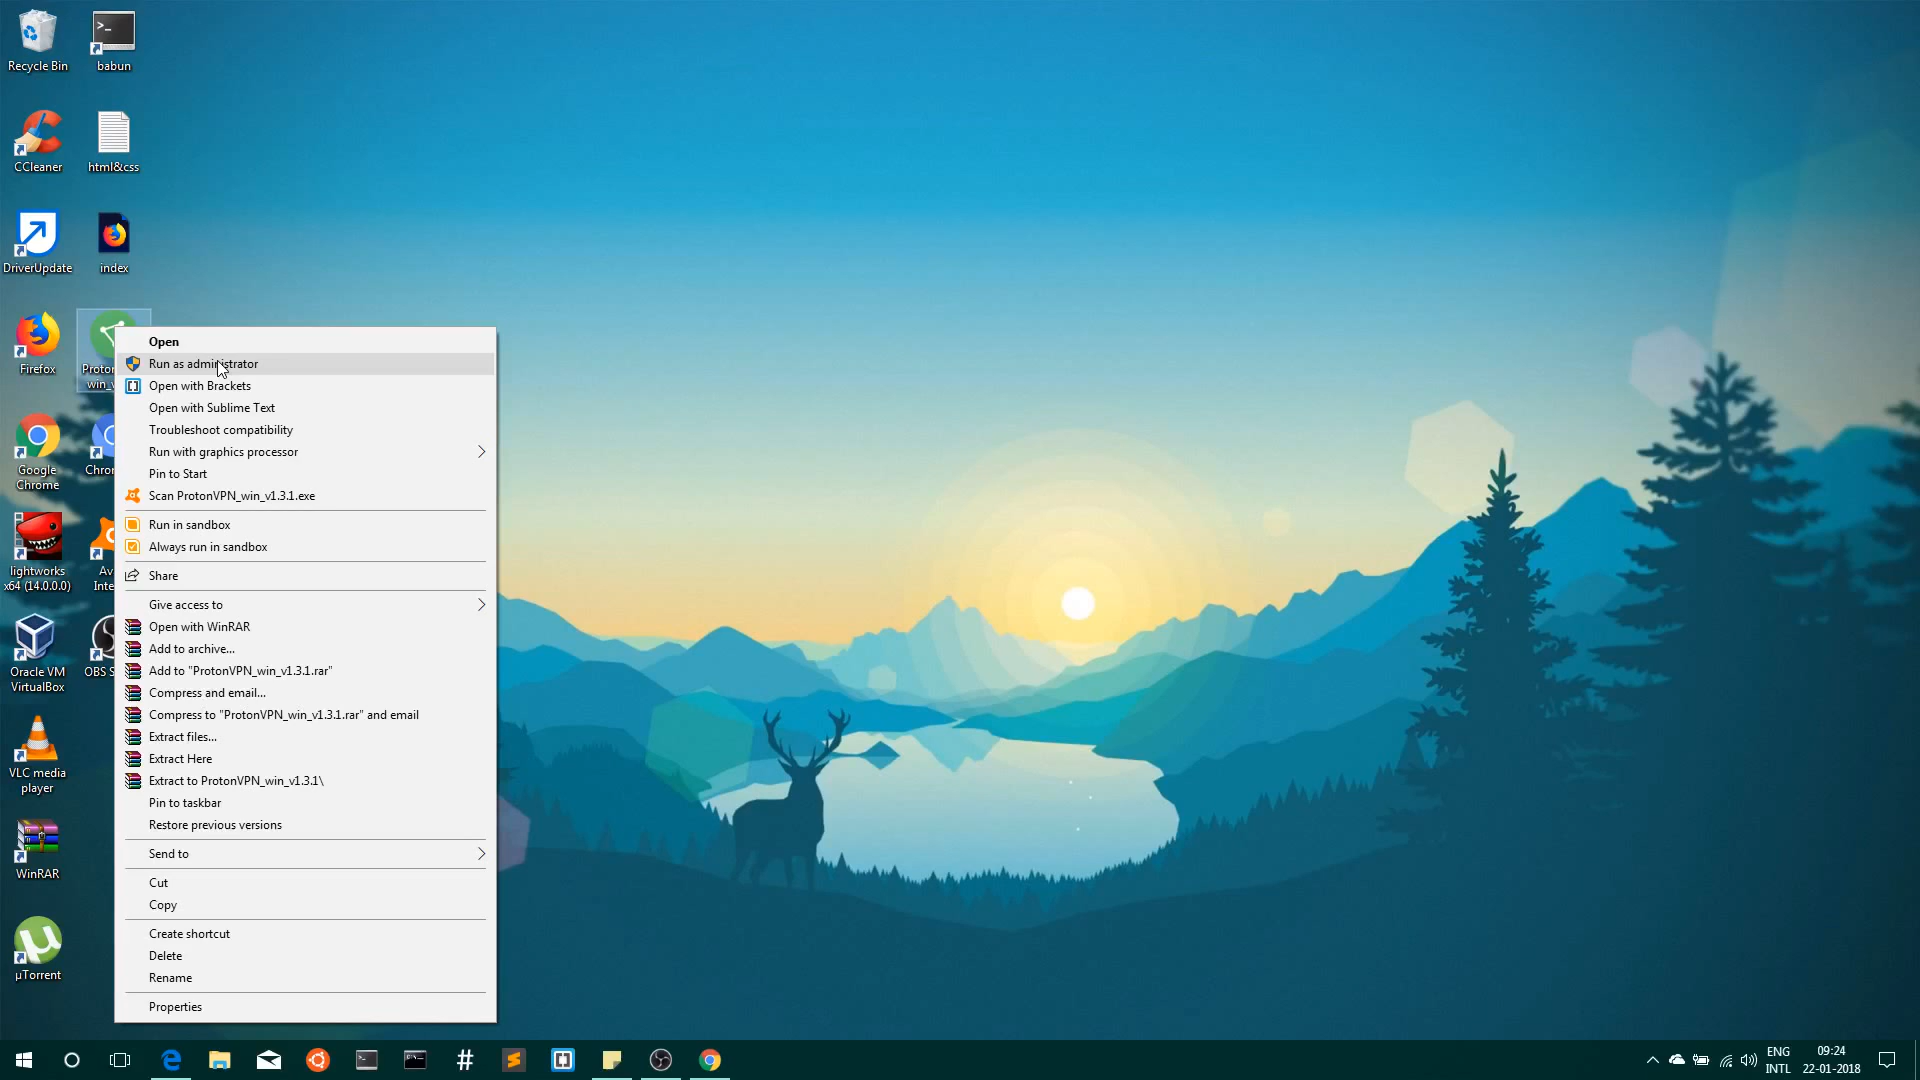 Recycle Bin
babun
CCleaner
html&css
DriverUpdate
index
Firefox
Google
Chrome
lightworks
x64 (14.0.0.0)
Oracle VM
VirtualBox
VLC media
player
WinRAR
µTorrent
Open
Run as administrator
Open with Brackets
Open with Sublime Text
Troubleshoot compatibility
Run with graphics processor
Pin to Start
Scan ProtonVPN_win_v1.3.1.exe
Run in sandbox
Always run in sandbox
Share
Give access to
Open with WinRAR
Add to archive...
Add to "ProtonVPN_win_v1.3.1.rar"
Compress and email...
Compress to "ProtonVPN_win_v1.3.1.rar" and email
Extract files...
Extract Here
Extract to ProtonVPN_win_v1.3.1\
Pin to taskbar
Restore previous versions
Send to
Cut
Copy
Create shortcut
Delete
Rename
Properties
ENG
INTL
09:24
22-01-2018